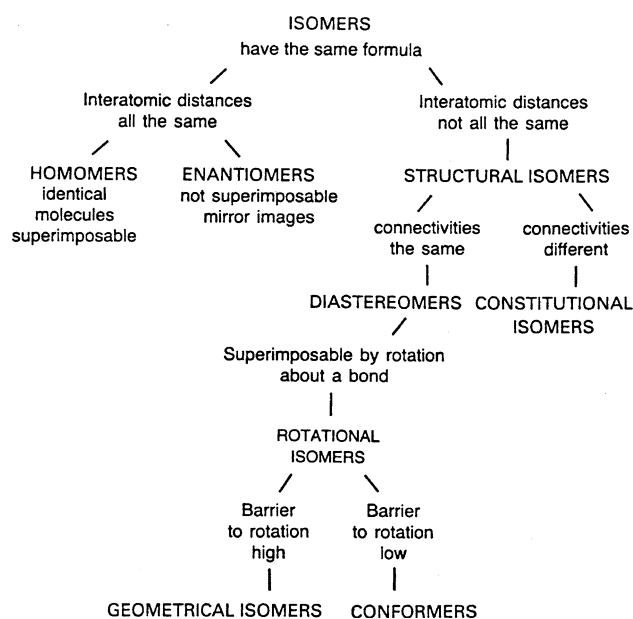 ISOMERS
have the same formula
Interatomic distances
all the same
Interatomic distances
not all the same
HOMOMERS
identical
molecules
superimposable
ENANTIOMERS
not superimposable
mirror images
STRUCTURAL ISOMERS
connectivities
the same
connectivities
different
DIASTEREOMERS
CONSTITUTIONAL
ISOMERS
Superimposable by rotation
about a bond
ROTATIONAL
ISOMERS
Barrier
to rotation
high
Barrier
to rotation
low
GEOMETRICAL ISOMERS
CONFORMERS